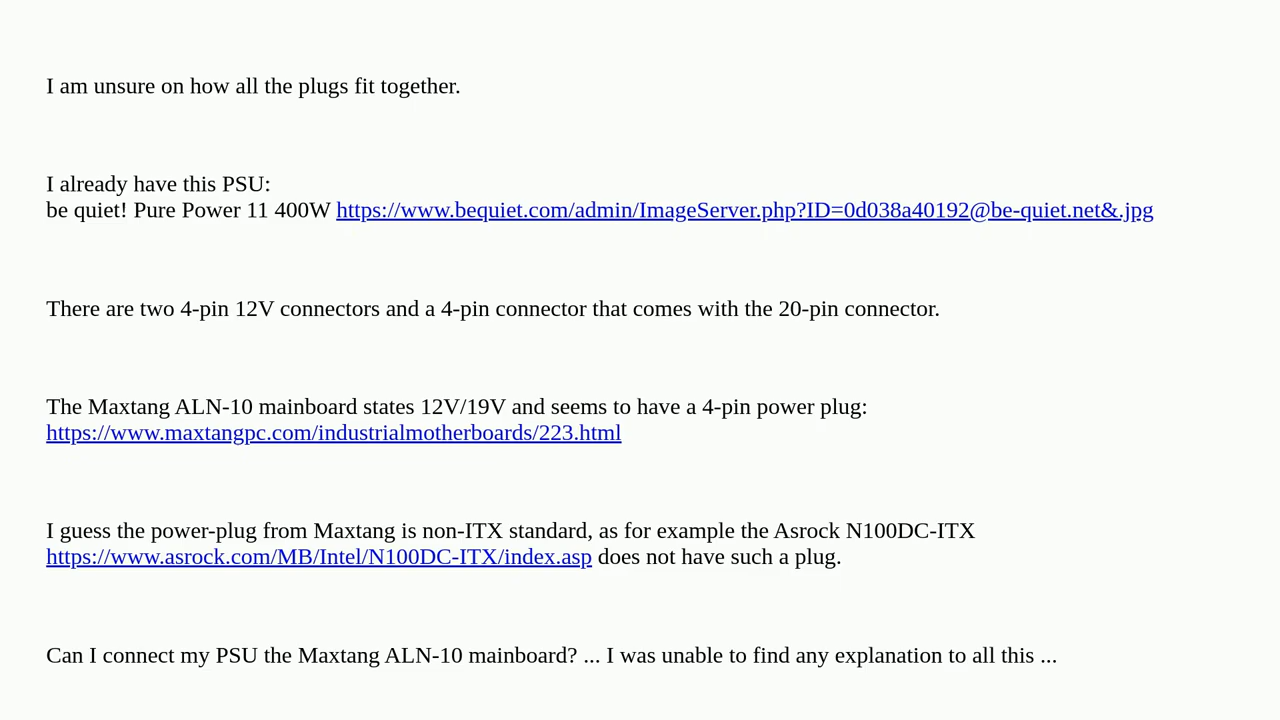 I am unsure on how all the plugs fit together.
I already have this PSU:
be quiet! Pure Power 11 400W https://www.bequiet.com/admin/ImageServer.php?ID=0d038a40192@be-quiet.net&.jpg
There are two 4-pin 12V connectors and a 4-pin connector that comes with the 20-pin connector.
The Maxtang ALN-10 mainboard states 12V/19V and seems to have a 4-pin power plug:
https://www.maxtangpc.com/industrialmotherboards/223.html
I guess the power-plug from Maxtang is non-ITX standard, as for example the Asrock N100DC-ITX
https://www.asrock.com/MB/Intel/N100DC-ITX/index.asp does not have such a plug.
Can I connect my PSU the Maxtang ALN-10 mainboard? ... I was unable to find any explanation to all this ...